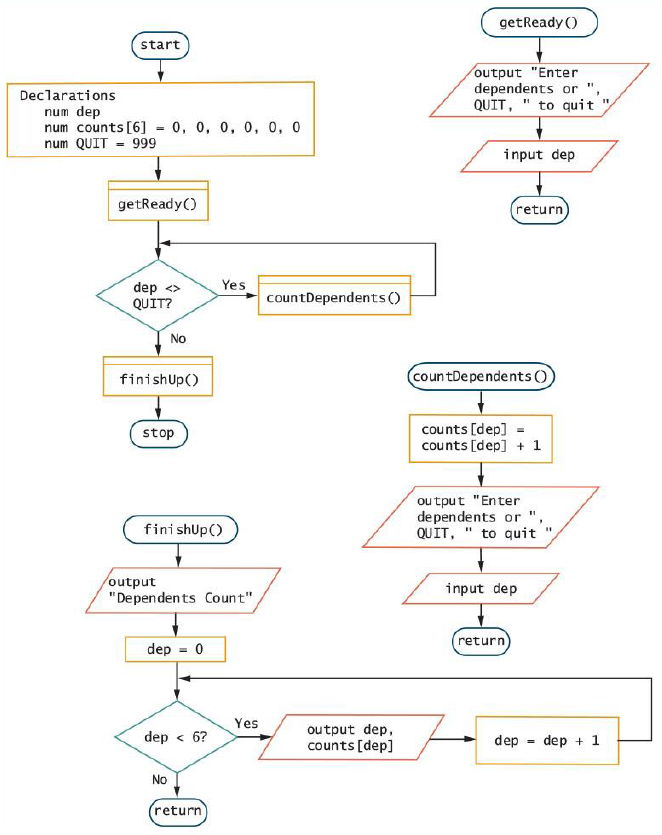 start
Declarations
num dep
num counts[6] = 0, 0, 0, 0, 0, 0
num QUIT = 999
getReady()
dep <>
QUIT?
Yes
countDependents()
No
finishUp()
stop
getReady()
output "Enter
dependents or ",
QUIT, " to quit "
input dep
return
countDependents()
counts[dep] =
counts[dep] + 1
output "Enter
dependents or ",
QUIT, " to quit "
input dep
return
finishUp()
output
"Dependents Count"
dep = 0
dep < 6?
Yes
output dep,
counts[dep]
dep = dep + 1
No
return